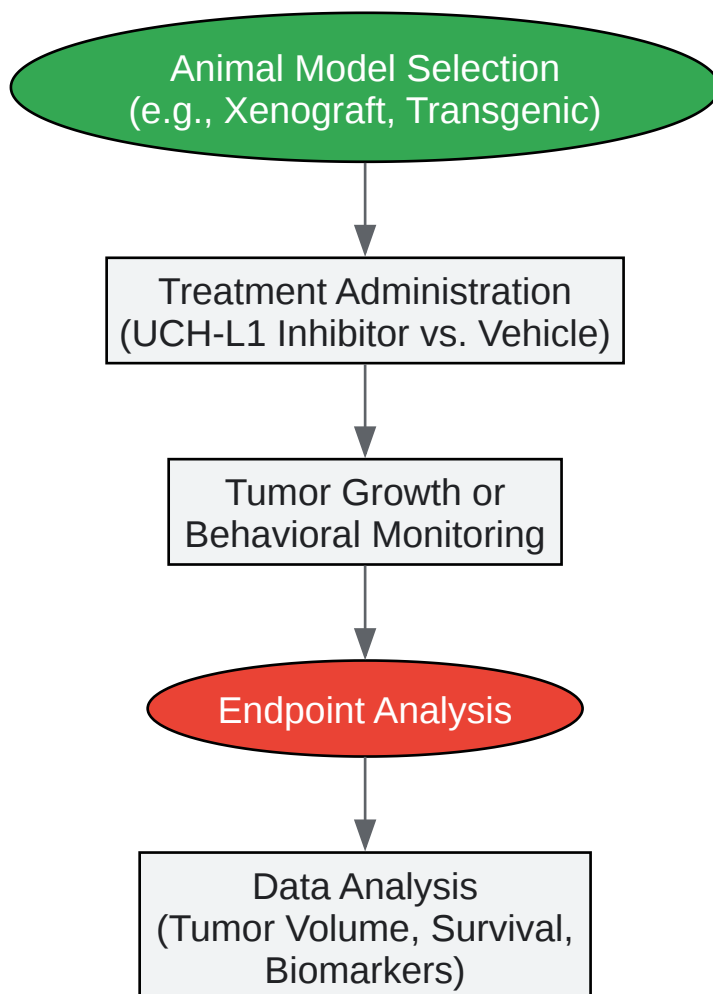 Animal Model Selection
(e.g., Xenograft, Transgenic)
Treatment Administration
(UCH-L1 Inhibitor vs. Vehicle)
Tumor Growth or
Behavioral Monitoring
Endpoint Analysis
Data Analysis
(Tumor Volume, Survival,
Biomarkers)